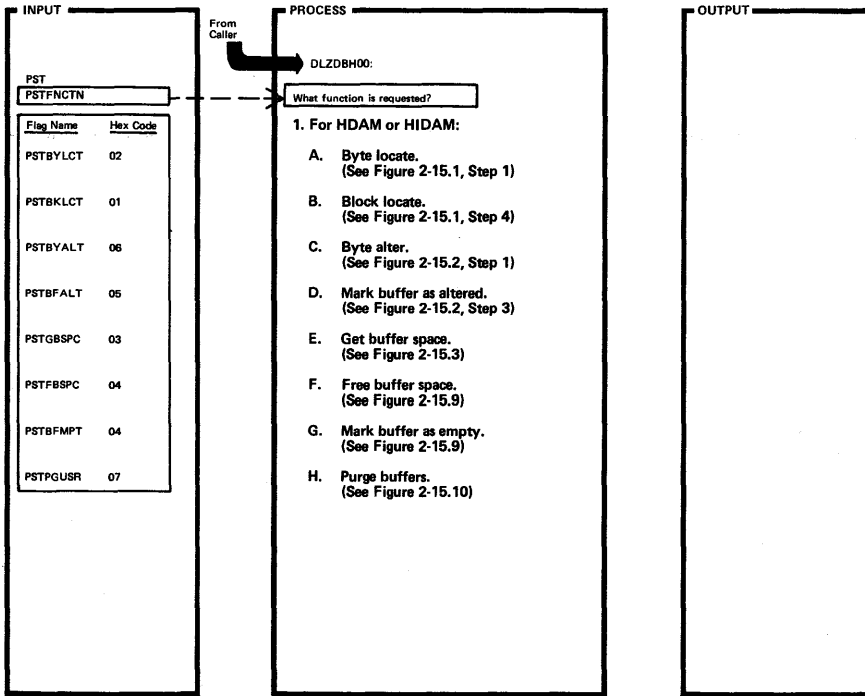 INPUT
PROCESS
OUTPUT
From
Caller
DLZDBH00:
PST
PSTFNCTN
What function is requested?
Flag Name Hex Code
PSTBYLCT 02
PSTBKLCT 01
PSTBYALT 06
PSTBFALT 05
PSTGBSPC 03
PSTFBSPC 04
PSTBFMPT 04
PSTPGUSR 07
1. For HDAM or HIDAM:
A. Byte locate.
(See Figure 2-15.1, Step 1)
B. Block locate.
(See Figure 2-15.1, Step 4)
C. Byte alter.
(See Figure 2-15.2, Step 1)
D. Mark buffer as altered.
(See Figure 2-15.2, Step 3)
E. Get buffer space.
(See Figure 2-15.3)
F. Free buffer space.
(See Figure 2-15.9)
G. Mark buffer as empty.
(See Figure 2-15.9)
H. Purge buffers.
(See Figure 2-15.10)